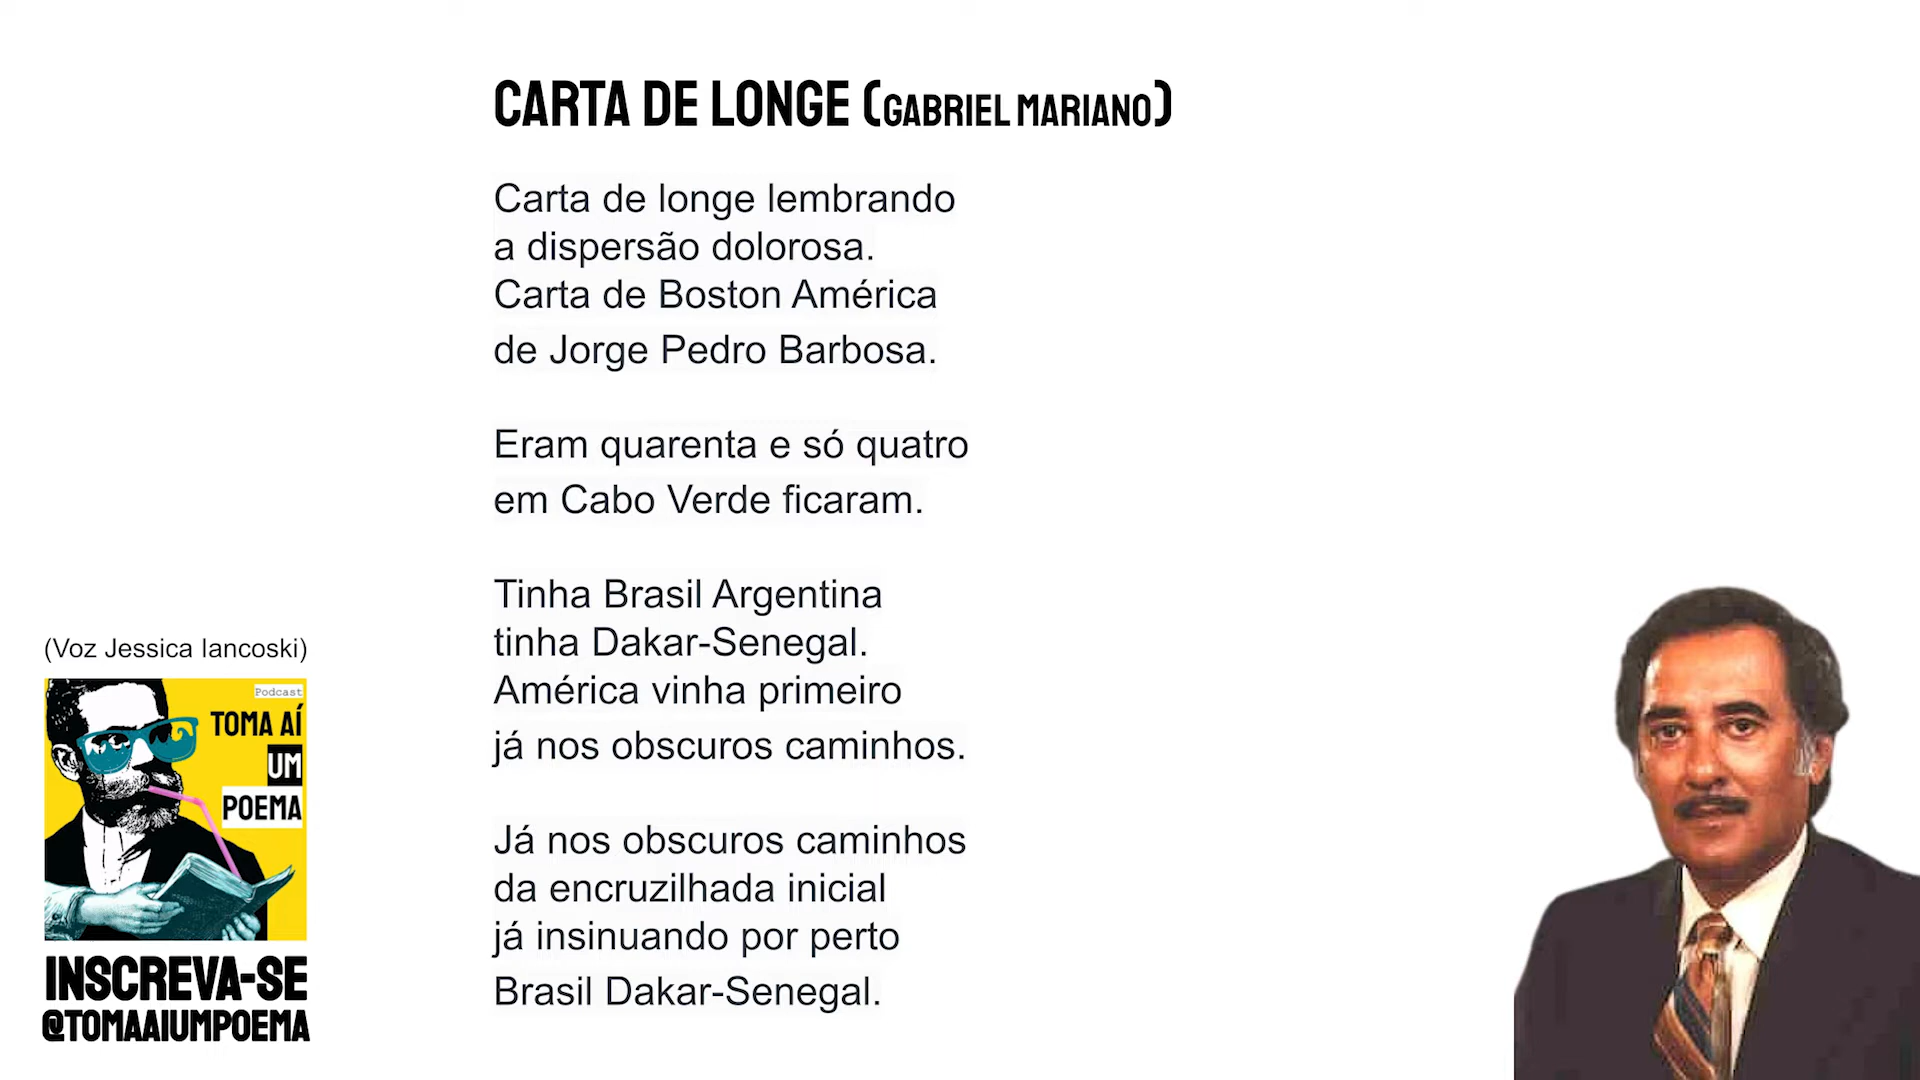 CARTA DE LONGE (GABRIEL MARIANO)
Carta de longe lembrando
a dispersão dolorosa.
Carta de Boston América
de Jorge Pedro Barbosa.
Eram quarenta e só quatro
em Cabo Verde ficaram.
Tinha Brasil Argentina
tinha Dakar-Senegal.
América vinha primeiro
já nos obscuros caminhos.
Já nos obscuros caminhos
da encruzilhada inicial
já insinuando por perto
Brasil Dakar-Senegal.
(Voz Jessica Iancoski)
Podcast
TOMA AÍ
UM
POEMA
INSCREVA-SE
@TOMAAIUMPOEMA